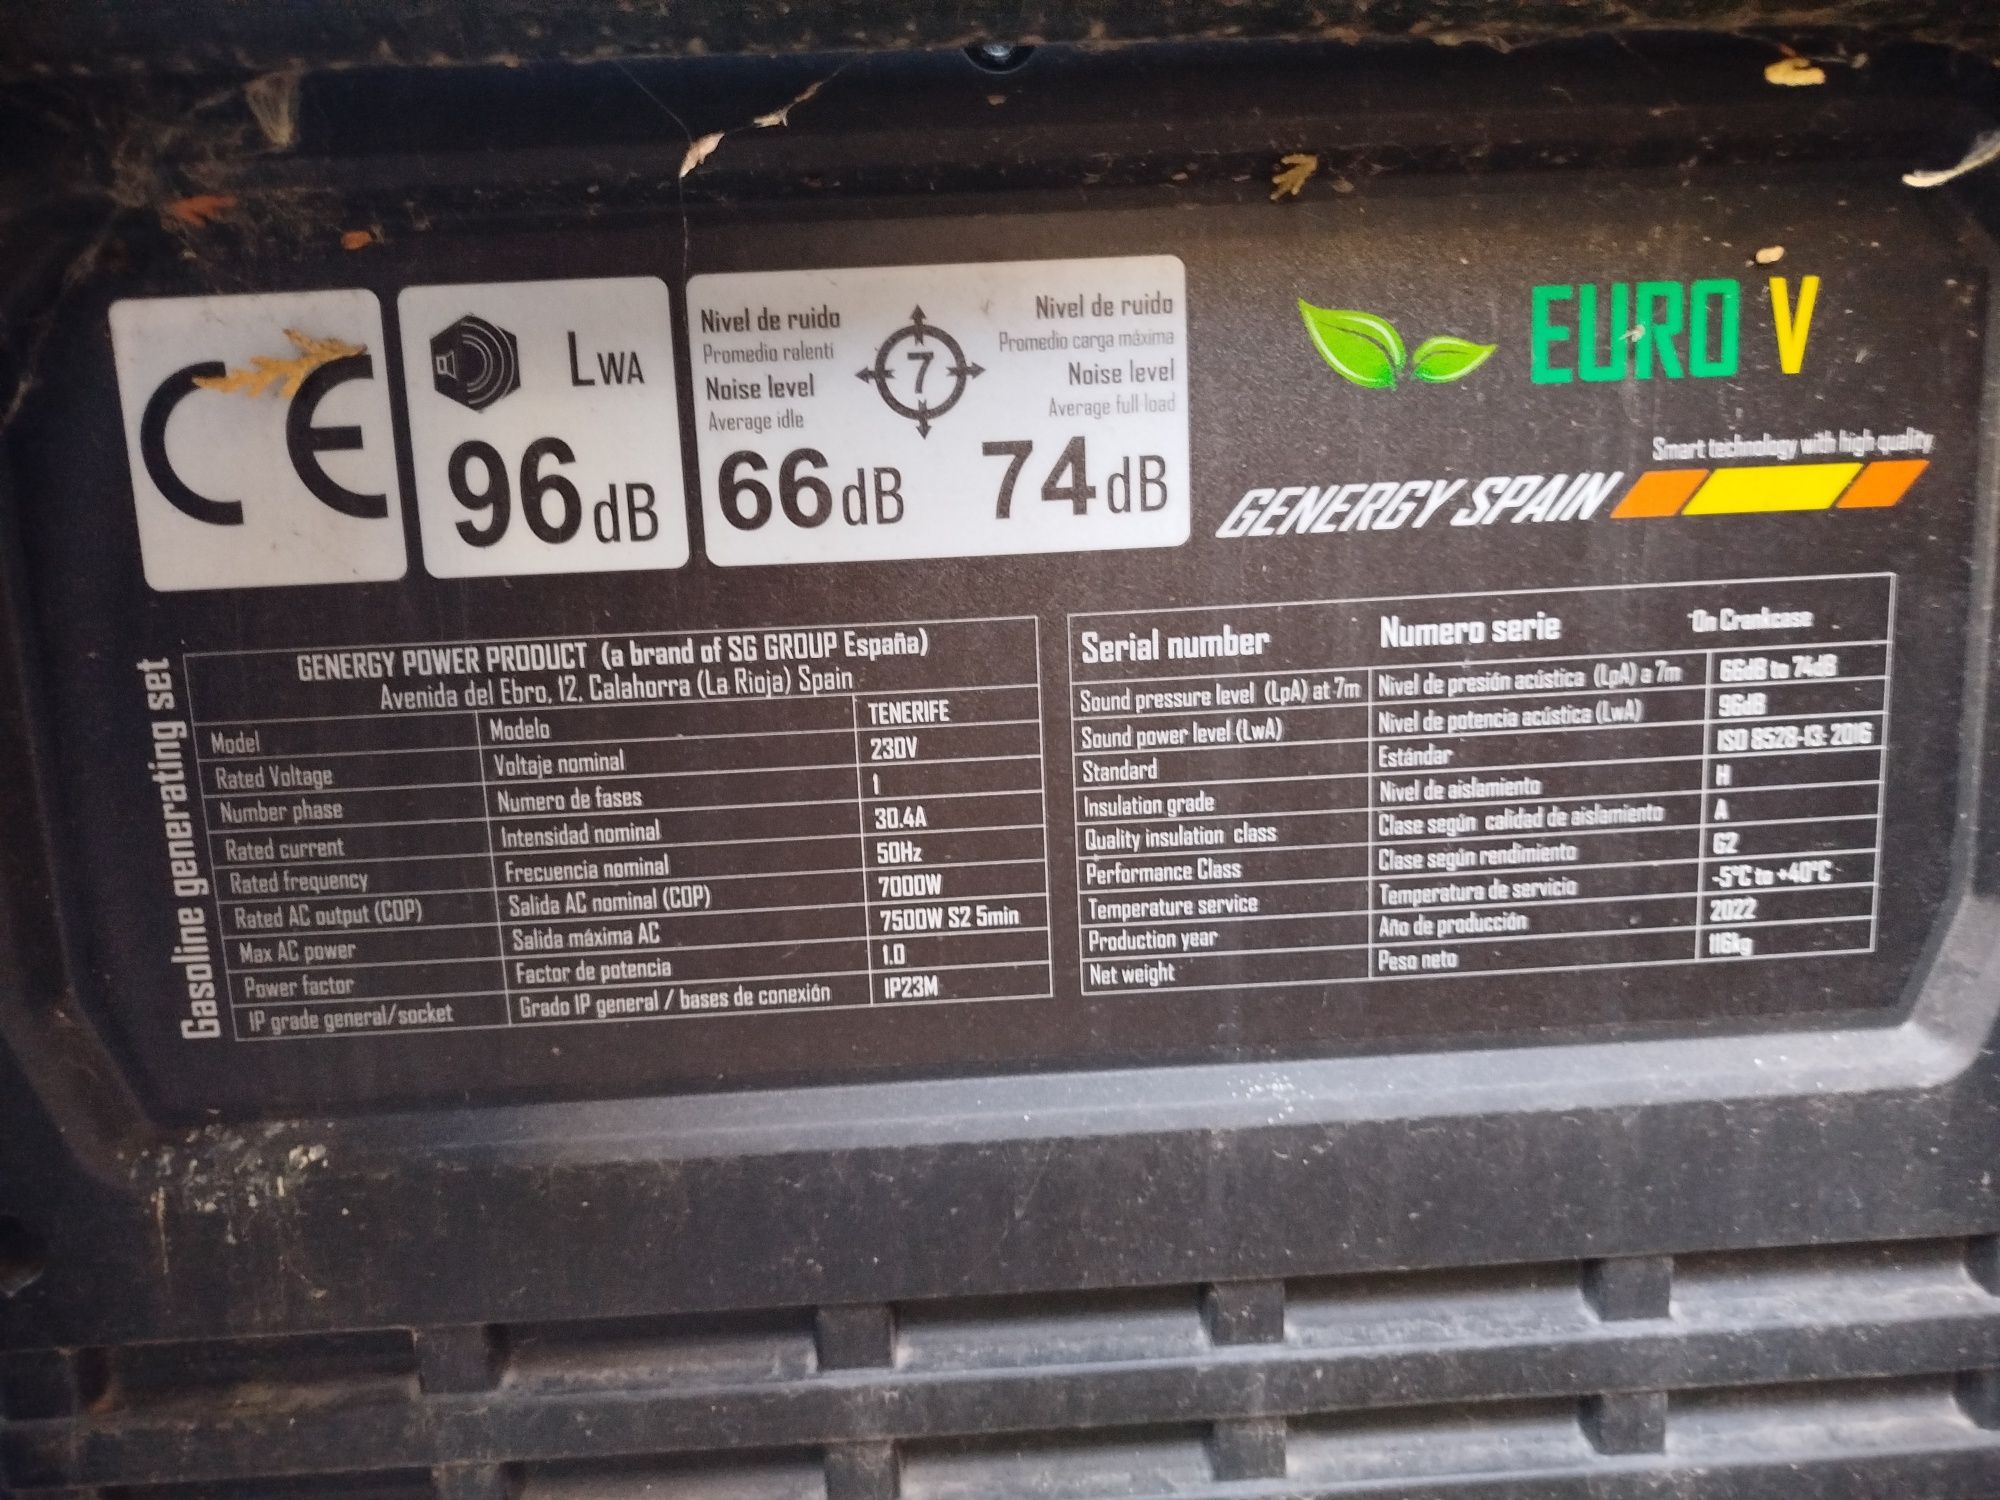 CE
LWA
96 dB
Nivel de ruido
Promedio ralentí
Noise level
Average idle
66 dB
7
Nivel de ruido
Promedio carga máxima
Noise level
Average full load
74 dB
EURO V
Smart technology with high quality
GENERGY SPAIN
Gasoline generating set
GENERGY POWER PRODUCT (a brand of SG GROUP España)
Avenida del Ebro, 12. Calahorra (La Rioja) Spain
Model Modelo TENERIFE
Rated Voltage Voltaje nominal 230V
Number phase Numero de fases 1
Rated current Intensidad nominal 30.4A
Rated frequency Frecuencia nominal 50Hz
Rated AC output (COP) Salida AC nominal (COP) 7000W
Max AC power Salida máxima AC 7500W S2 5min
Power factor Factor de potencia 1.0
IP grade general/socket Grado IP general / bases de conexión IP23M
Serial number Numero serie *On Crankcase
Sound pressure level (LpA) at 7m Nivel de presión acústica (LpA) a 7m 66dB to 74dB
Sound power level (LwA) Nivel de potencia acústica (LwA) 96dB
Standard Estándar ISO 8528-13: 2016
Insulation grade Nivel de aislamiento H
Quality insulation class Clase según calidad de aislamiento A
Performance Class Clase según rendimiento G2
Temperature service Temperatura de servicio -5ºC to +40ºC
Production year Año de producción 2022
Net weight Peso neto 116kg